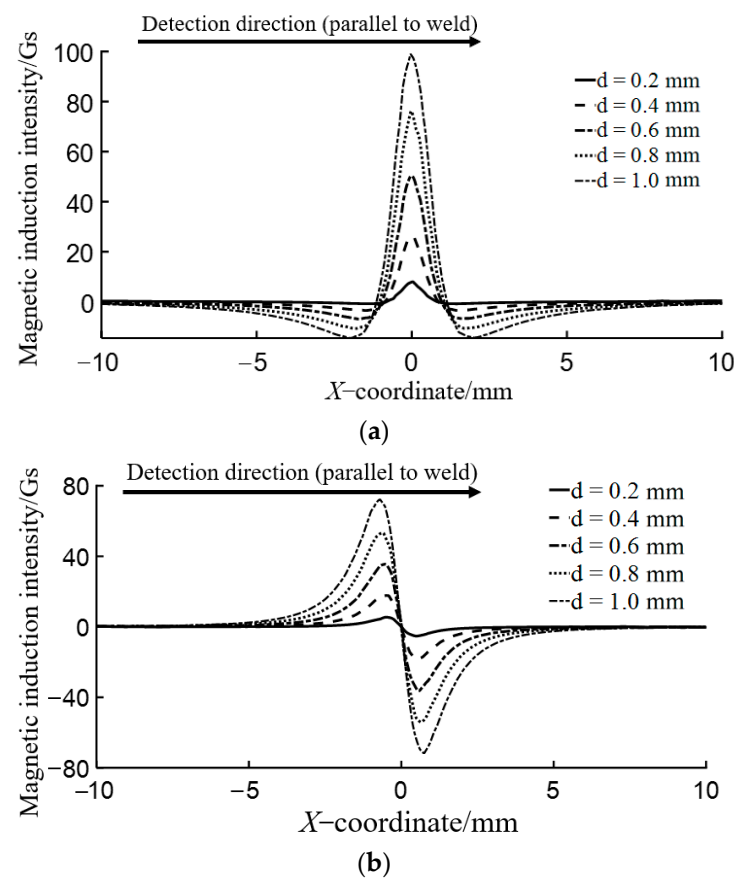 Detection direction (parallel to weld)
Magnetic induction intensity/Gs
100
80
60
40
20
0
d = 0.2 mm
d = 0.4 mm
d = 0.6 mm
d = 0.8 mm
d = 1.0 mm
−10
−5
0
5
10
X−coordinate/mm
(a)
Detection direction (parallel to weld)
Magnetic induction intensity/Gs
80
40
0
−40
−80
d = 0.2 mm
d = 0.4 mm
d = 0.6 mm
d = 0.8 mm
d = 1.0 mm
−10
−5
0
5
10
X−coordinate/mm
(b)